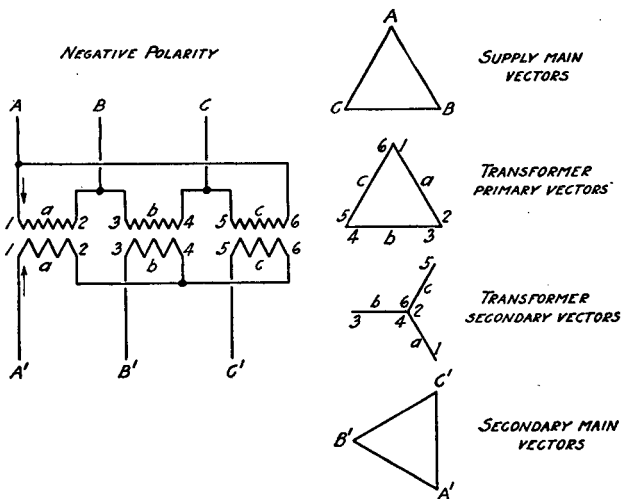 NEGATIVE POLARITY
A B C
1 a 2 3 b 4 5 c 6
1 a 2 3 b 4 5 c 6
A' B' C'
A
C B
SUPPLY MAIN
VECTORS
6 1
c a
5 2
4 b 3
TRANSFORMER
PRIMARY VECTORS
5
b 6 c
3 4 2
a 1
TRANSFORMER
SECONDARY VECTORS
C'
B'
A'
SECONDARY MAIN
VECTORS